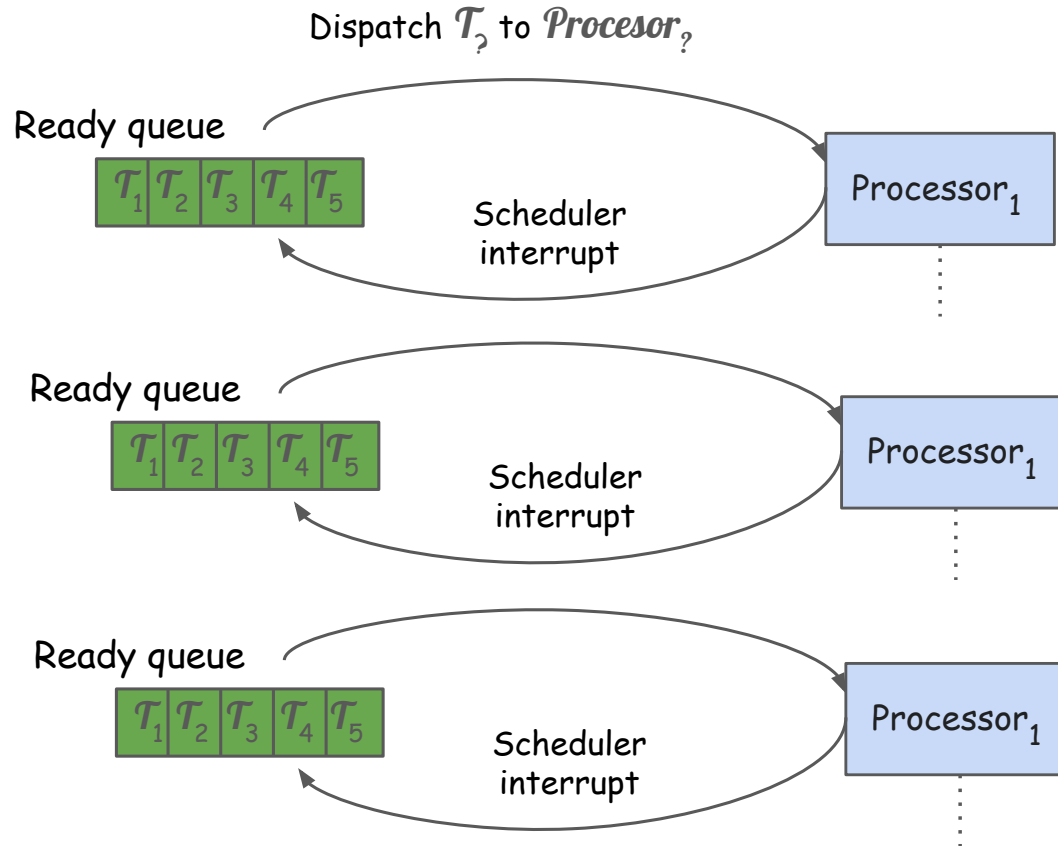 Dispatch T? to Procesor?
Ready queue
T1 T2 T3 T4 T5
Scheduler
interrupt
Processor1
Ready queue
T1 T2 T3 T4 T5
Scheduler
interrupt
Processor1
Ready queue
T1 T2 T3 T4 T5
Scheduler
interrupt
Processor1